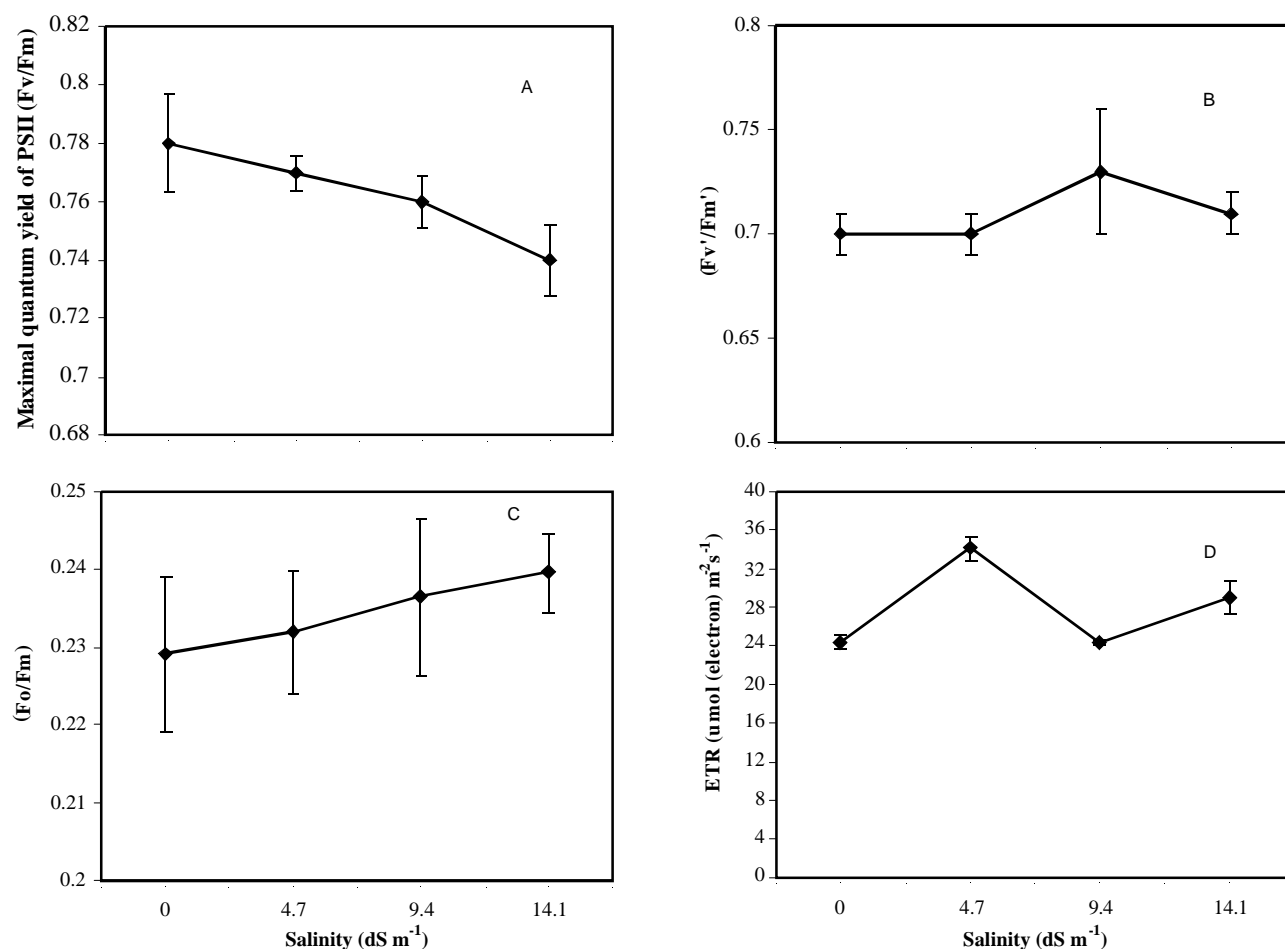 Maximal quantum yield of PSII (Fv/Fm)
0.82
0.8
0.78
0.76
0.74
0.72
0.7
0.68
A
(Fv'/Fm')
0.8
0.75
0.7
0.65
0.6
B
(Fo/Fm)
0.25
0.24
0.23
0.22
0.21
0.2
C
0 4.7 9.4 14.1
Salinity (dS m⁻¹)
ETR (umol (electron) m⁻²s⁻¹)
40
36
32
28
24
20
16
12
8
4
0
D
0 4.7 9.4 14.1
Salinity (dS m⁻¹)